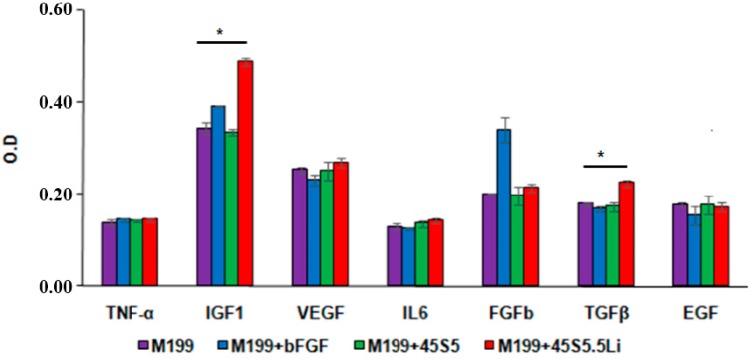 0.60
0.40
0.20
0.00
O.D
*
*
TNF-α IGF1 VEGF IL6 FGFb TGFβ EGF
M199 M199+bFGF M199+45S5 M199+45S5.5Li